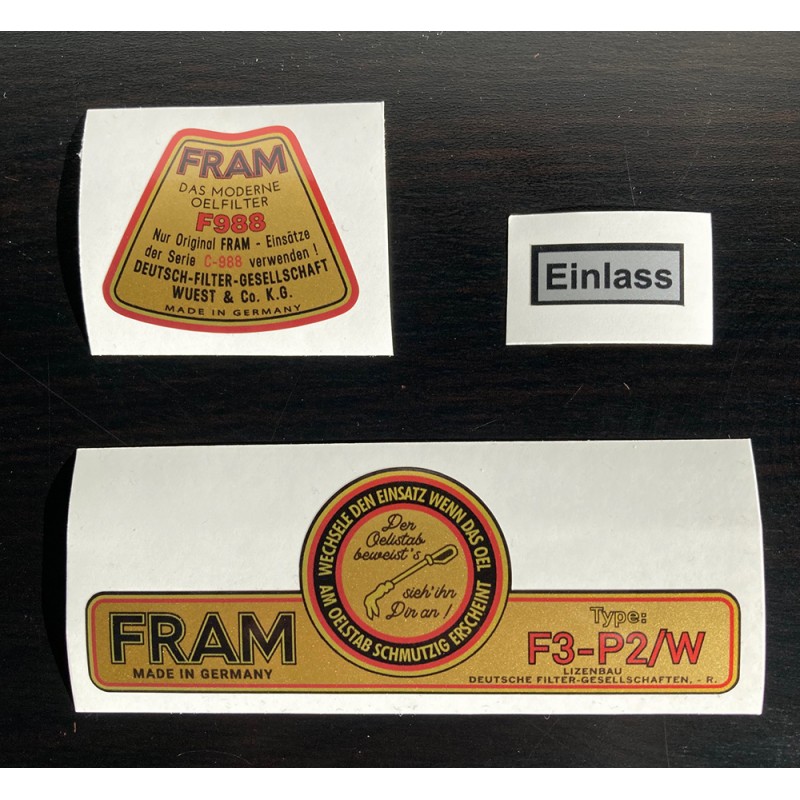 FRAM
DAS MODERNE
OELFILTER
F988
Nur Original FRAM - Einsätze
der Serie C-988 verwenden !
DEUTSCH-FILTER-GESELLSCHAFT
WUEST & Co. K.G.
MADE IN GERMANY
Einlass
WECHSELE DEN EINSATZ WENN DAS OEL
AM OELSTAB SCHMUTZIG ERSCHEINT
Der
Oelistab
beweist's
sieh' ihn
Dir an !
FRAM
MADE IN GERMANY
Type:
F3-P2/W
LIZENBAU
DEUTSCHE FILTER-GESELLSCHAFTEN. - R.